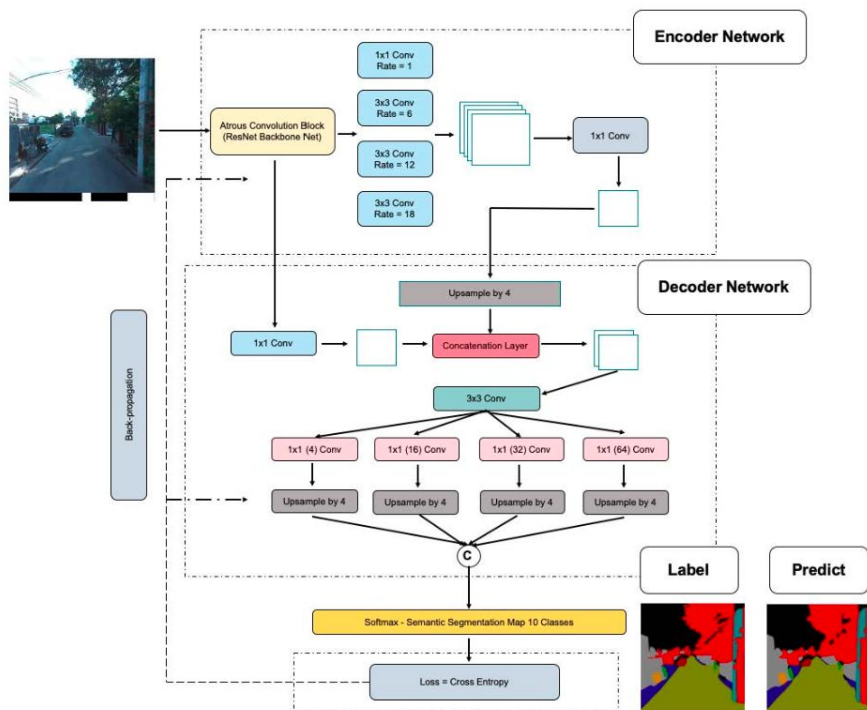 Encoder Network
1x1 Conv
Rate = 1
3x3 Conv
Rate = 6
Atrous Convolution Block
(ResNet Backbone Net)
1x1 Conv
3x3 Conv
Rate = 12
3x3 Conv
Rate = 18
Decoder Network
Upsample by 4
1x1 Conv
Concatenation Layer
Back-propagation
3x3 Conv
1x1 (4) Conv
1x1 (16) Conv
1x1 (32) Conv
1x1 (64) Conv
Upsample by 4
Upsample by 4
Upsample by 4
Upsample by 4
C
Label
Predict
Softmax - Semantic Segmentation Map 10 Classes
Loss = Cross Entropy